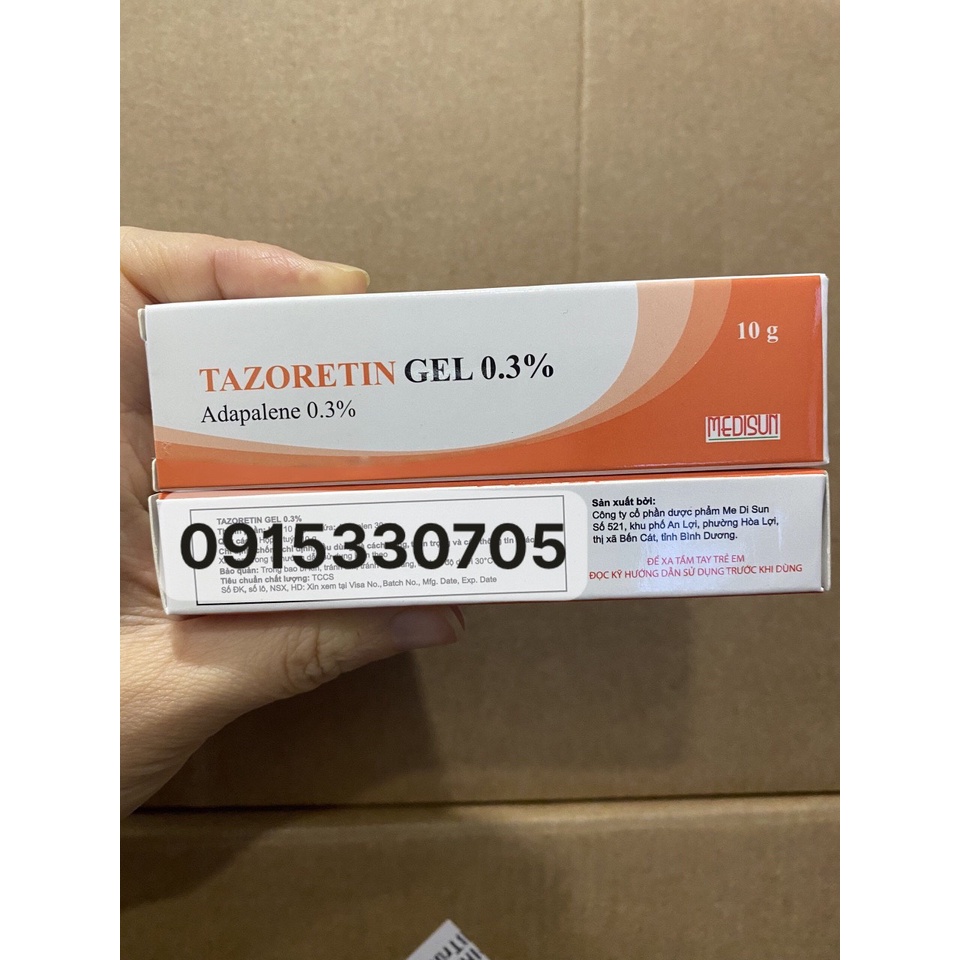 TAZORETIN GEL 0.3%
Adapalene 0.3%
10 g
MEDISUN
TAZORETIN GEL 0.3%
0915330705
Bảo quản: Trong bao bì kín, tránh
30°C
Tiêu chuẩn chất lượng: TCCS
Số ĐK, số lô, NSX, HD: Xin xem tại Visa No., Batch No., Mfg. Date, Exp. Date
Sản xuất bởi:
Công ty cổ phần dược phẩm Me Di Sun
Số 521, khu phố An Lợi, phường Hòa Lợi,
thị xã Bến Cát, tỉnh Bình Dương.
ĐỂ XA TẦM TAY TRẺ EM
ĐỌC KỸ HƯỚNG DẪN SỬ DỤNG TRƯỚC KHI DÙNG